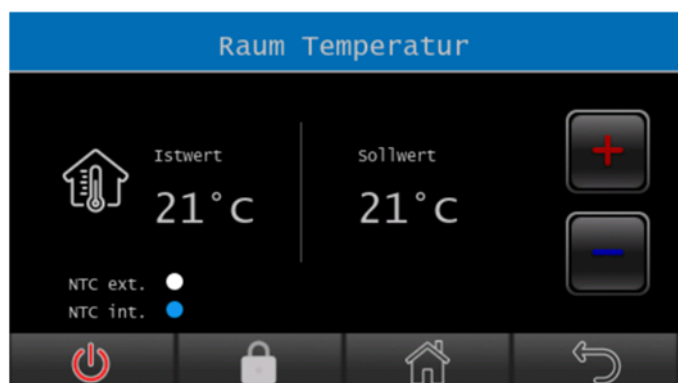 Raum Temperatur
Istwert
21°C
Sollwert
21°C
+
-
NTC ext.
NTC int.